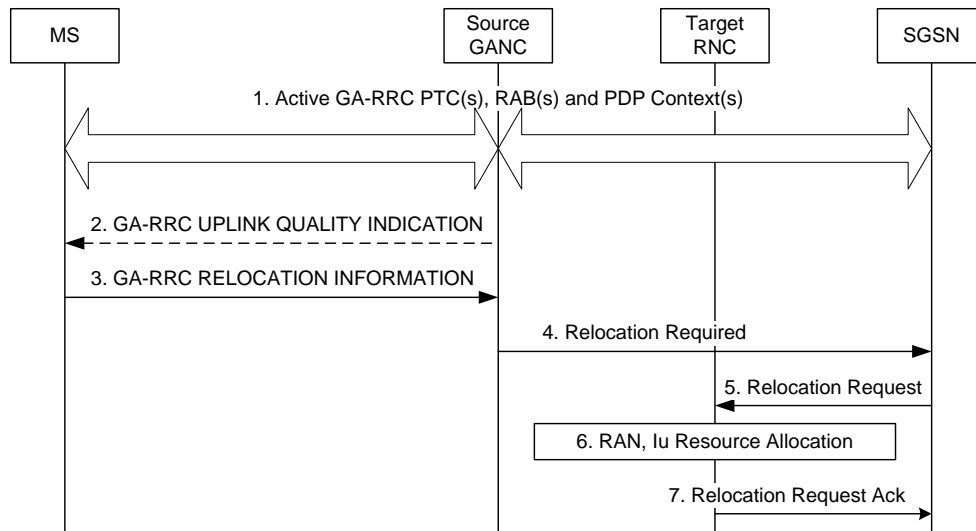 MS
Source
GANC
Target
RNC
SGSN
1. Active GA-RRC PTC(s), RAB(s) and PDP Context(s)
2. GA-RRC UPLINK QUALITY INDICATION
3. GA-RRC RELOCATION INFORMATION
4. Relocation Required
5. Relocation Request
6. RAN, Iu Resource Allocation
7. Relocation Request Ack